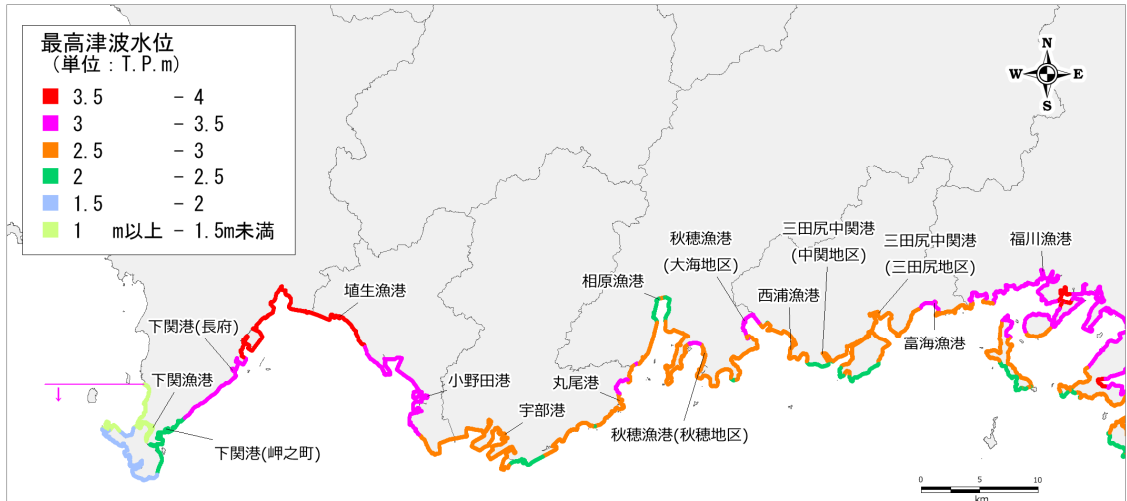 最高津波水位
(単位：T.P.m)
3.5 - 4
3 - 3.5
2.5 - 3
2 - 2.5
1.5 - 2
1 m以上 - 1.5m未満
N
W E
S
三田尻中関港
(中関地区)
三田尻中関港
(三田尻地区)
福川漁港
秋穂漁港
(大海地区)
相原漁港
西浦漁港
埴生漁港
下関港(長府)
富海漁港
下関漁港
小野田港
丸尾港
宇部港
秋穂漁港(秋穂地区)
下関港(岬之町)
0 5 10
km